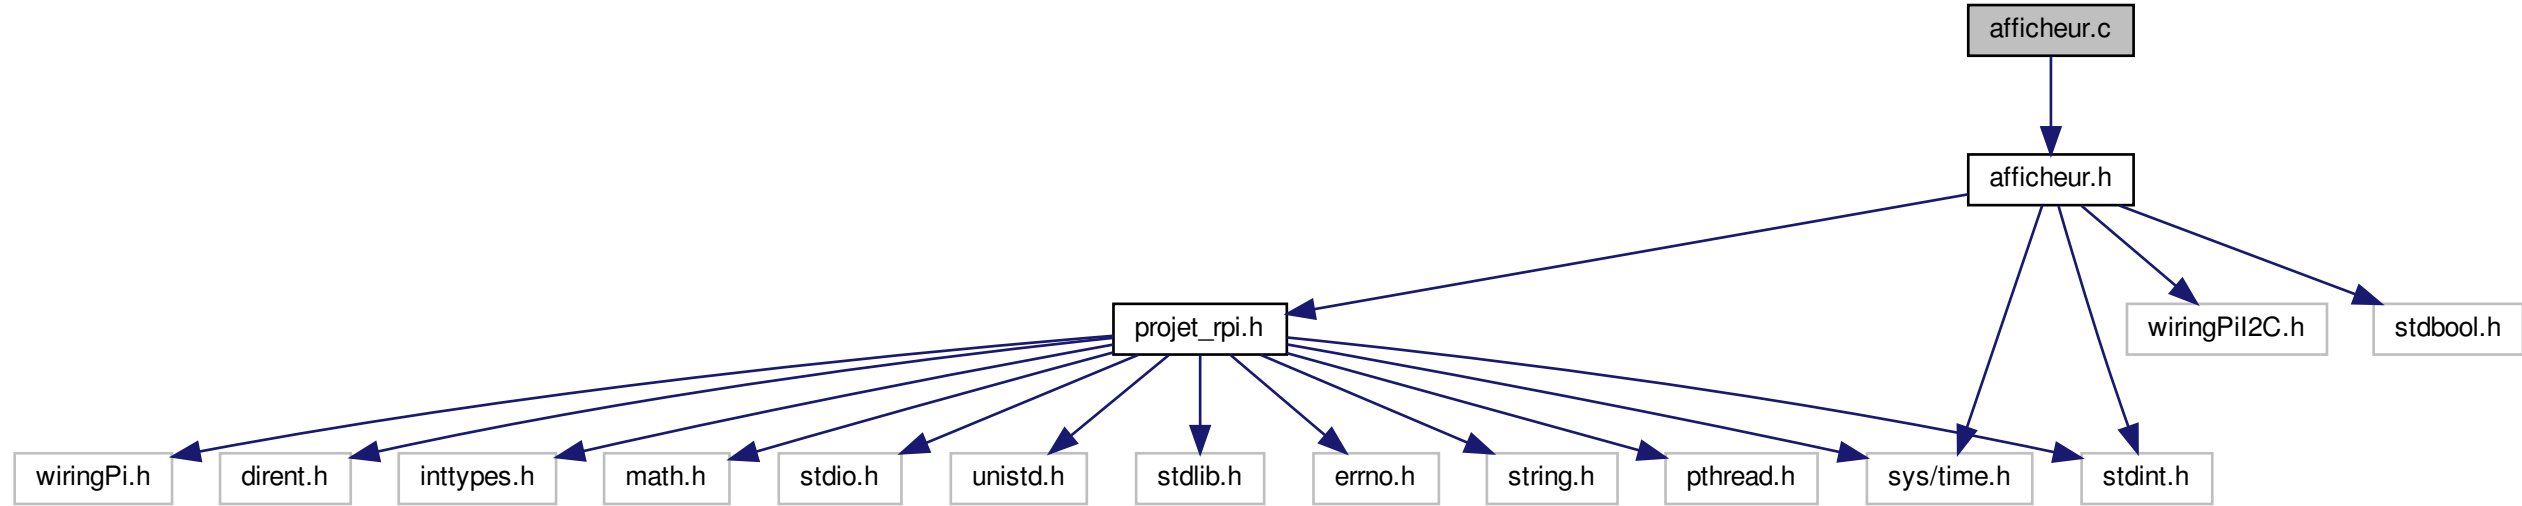 afficheur.c
afficheur.h
projet_rpi.h
wiringPiI2C.h
stdbool.h
wiringPi.h
dirent.h
inttypes.h
math.h
stdio.h
unistd.h
stdlib.h
errno.h
string.h
pthread.h
sys/time.h
stdint.h